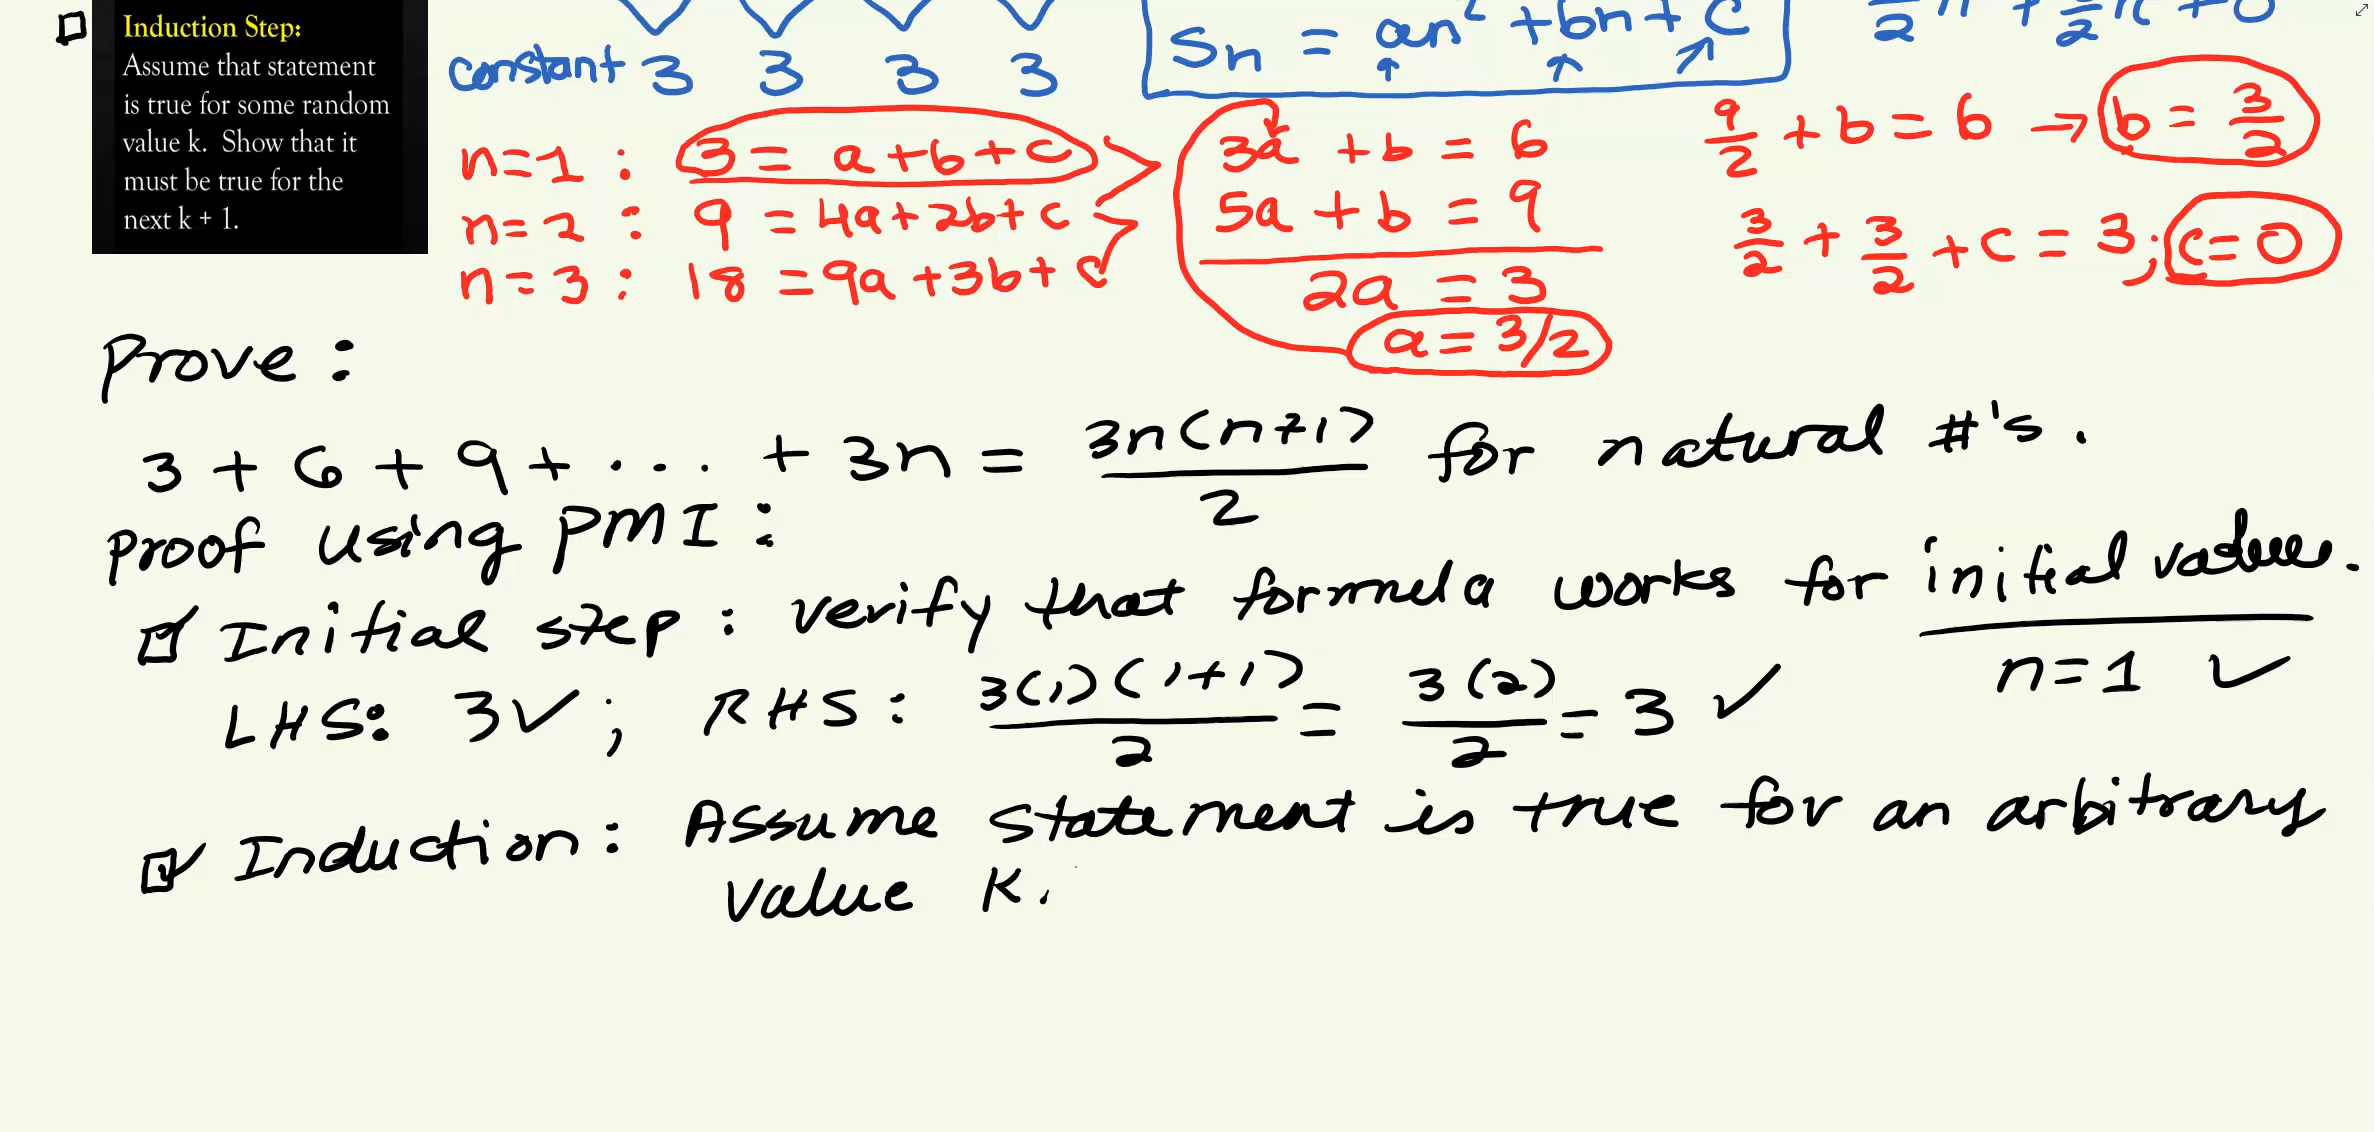 Induction Step:
Assume that statement
is true for some random
value k. Show that it
must be true for the
next k + 1.
constant 3 3 3 3
Sn = an² + bn + c
n=1 : 3 = a+b+c
n=2 : 9 = 4a+2b+c
n=3 : 18 = 9a+3b+c
3a + b = 6
5a + b = 9
2a = 3
a = 3/2
9/2 + b = 6 → b = 3/2
3/2 + 3/2 + c = 3; c=0
Prove:
3 + 6 + 9 + ... + 3n = 3n(n+1)/2 for natural #'s.
Proof using PMI:
Initial step: verify that formula works for initial value.
n=1 ✓
LHS: 3✓; RHS: 3(1)(1+1)/2 = 3(2)/2 = 3 ✓
Induction: Assume statement is true for an arbitrary
value K.